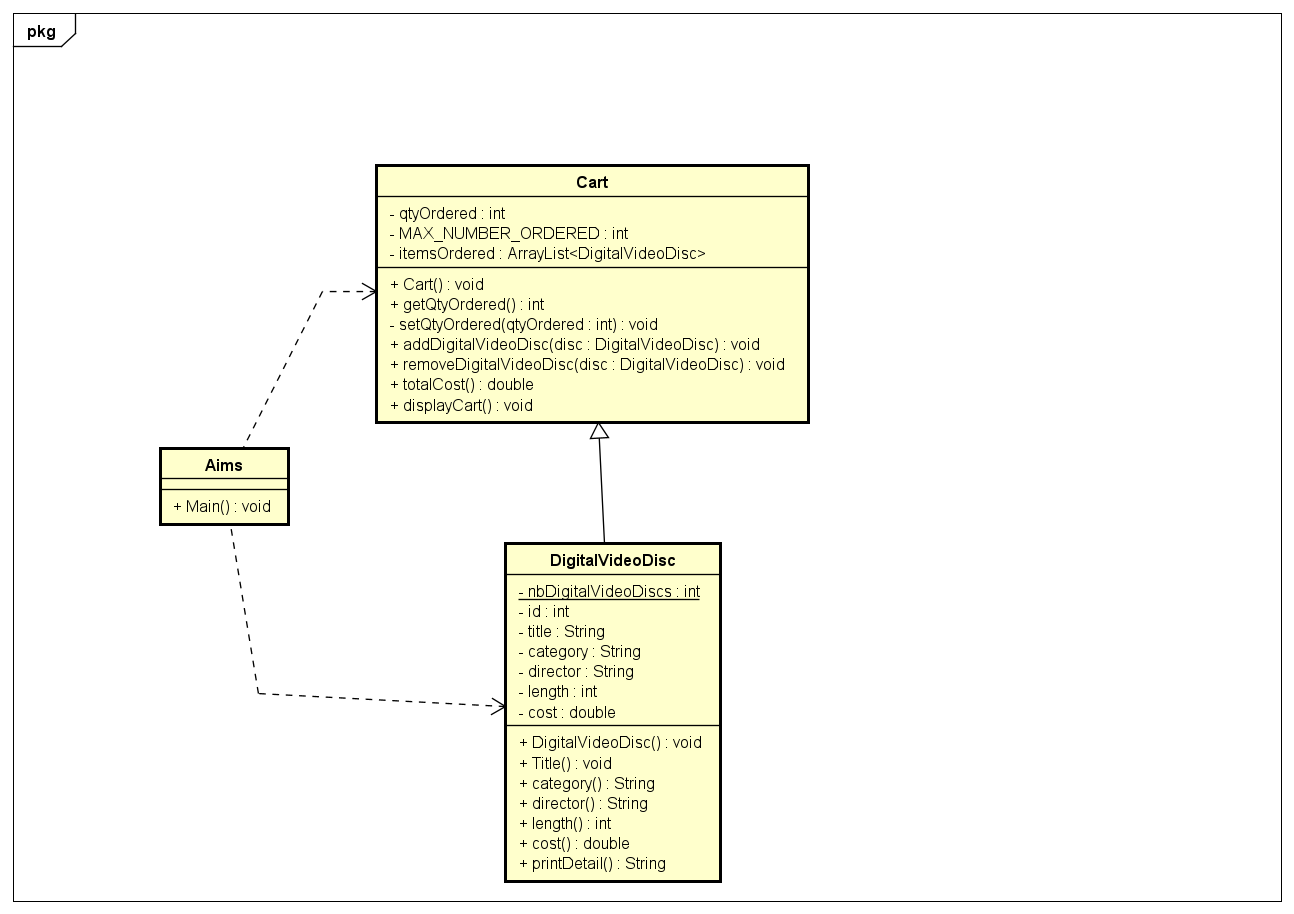 pkg
Cart
- qtyOrdered : int
- MAX_NUMBER_ORDERED : int
- itemsOrdered : ArrayList<DigitalVideoDisc>
+ Cart() : void
+ getQtyOrdered() : int
- setQtyOrdered(qtyOrdered : int) : void
+ addDigitalVideoDisc(disc : DigitalVideoDisc) : void
+ removeDigitalVideoDisc(disc : DigitalVideoDisc) : void
+ totalCost() : double
+ displayCart() : void
Aims
+ Main() : void
DigitalVideoDisc
- nbDigitalVideoDiscs : int
- id : int
- title : String
- category : String
- director : String
- length : int
- cost : double
+ DigitalVideoDisc() : void
+ Title() : void
+ category() : String
+ director() : String
+ length() : int
+ cost() : double
+ printDetail() : String